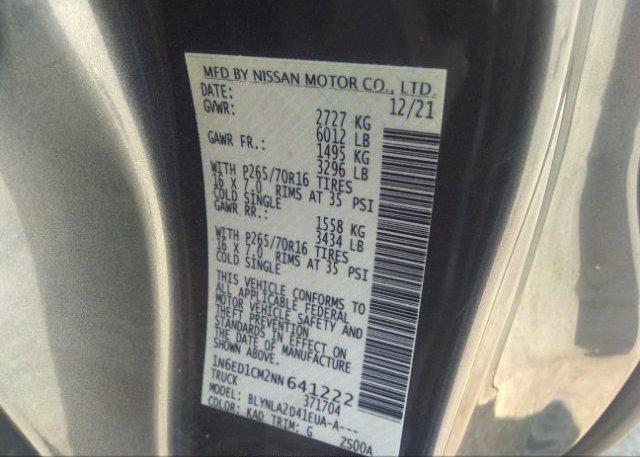 MFD BY NISSAN MOTOR CO., LTD.
DATE: 12/21
GVWR: 2727 KG
6012 LB
GAWR FR.: 1495 KG
3296 LB
WITH P265/70R16 TIRES
16 X 7.0 RIMS AT 35 PSI
COLD SINGLE
GAWR RR.: 1558 KG
3434 LB
WITH P265/70R16 TIRES
16 X 7.0 RIMS AT 35 PSI
COLD SINGLE
THIS VEHICLE CONFORMS TO
ALL APPLICABLE FEDERAL
MOTOR VEHICLE SAFETY AND
THEFT PREVENTION
STANDARDS IN EFFECT
ON THE DATE OF MANUFACTURE
SHOWN ABOVE.
1N6ED1CM2NN641222
TRUCK 371704
MODEL: BLYNLA2D41EUA-A---
COLOR: KAD TRIM: G 2S00A